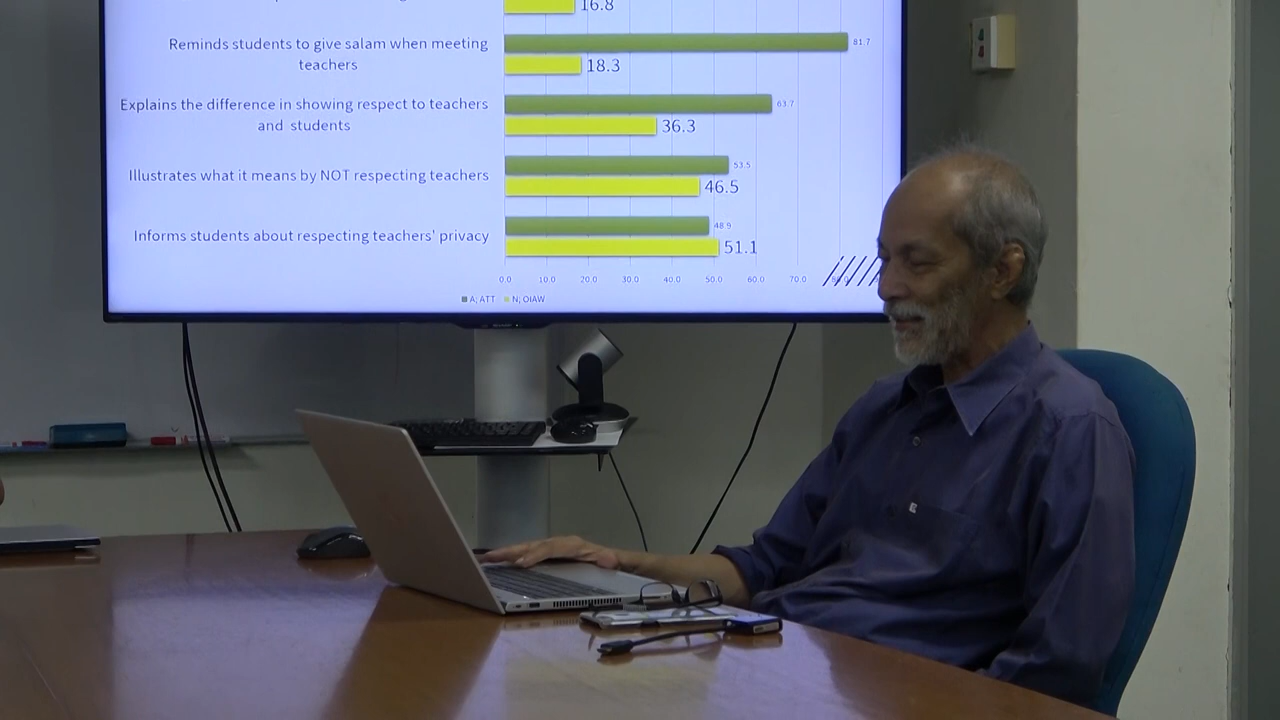 16.8
Reminds students to give salam when meeting
teachers
81.7
18.3
Explains the difference in showing respect to teachers
and students
63.7
36.3
Illustrates what it means by NOT respecting teachers
53.5
46.5
Informs students about respecting teachers' privacy
48.9
51.1
0.0 10.0 20.0 30.0 40.0 50.0 60.0 70.0
A; ATT N; OIAW